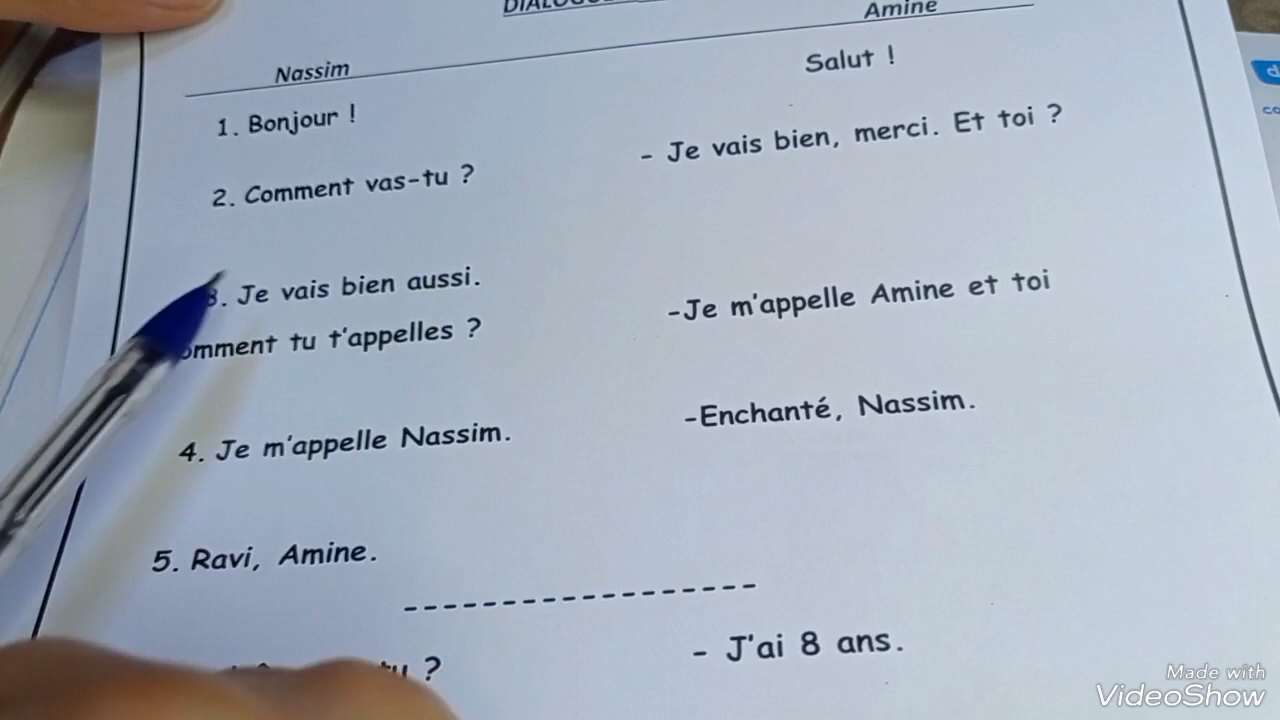 Nassim Amine
1. Bonjour ! Salut !
2. Comment vas-tu ? - Je vais bien, merci. Et toi ?
3. Je vais bien aussi. -Je m'appelle Amine et toi
omment tu t'appelles ?
4. Je m'appelle Nassim. -Enchanté, Nassim.
5. Ravi, Amine.
? - J'ai 8 ans.
Made with
VideoShow